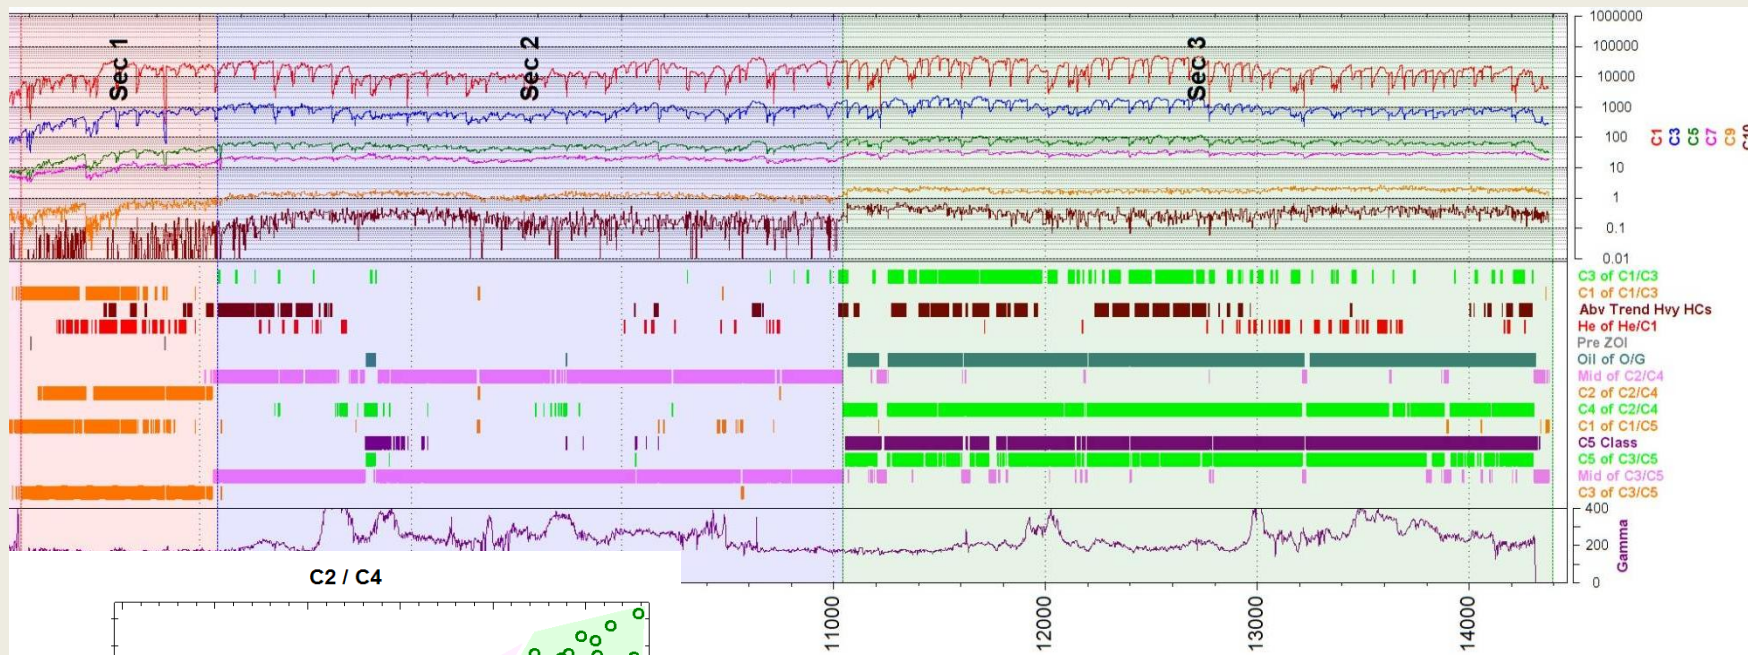 Sec 1
Sec 2
Sec 3
1000000
100000
10000
1000
100
10
1
0.1
0.01
C1
C3
C5
C7
C9
C10
C3 of C1/C3
C1 of C1/C3
Abv Trend Hvy HCs
He of He/C1
Pre ZOI
Oil of O/G
Mid of C2/C4
C2 of C2/C4
C4 of C2/C4
C1 of C1/C5
C5 Class
C5 of C3/C5
Mid of C3/C5
C3 of C3/C5
400
200
0
Gamma
C2 / C4
11000
12000
13000
14000